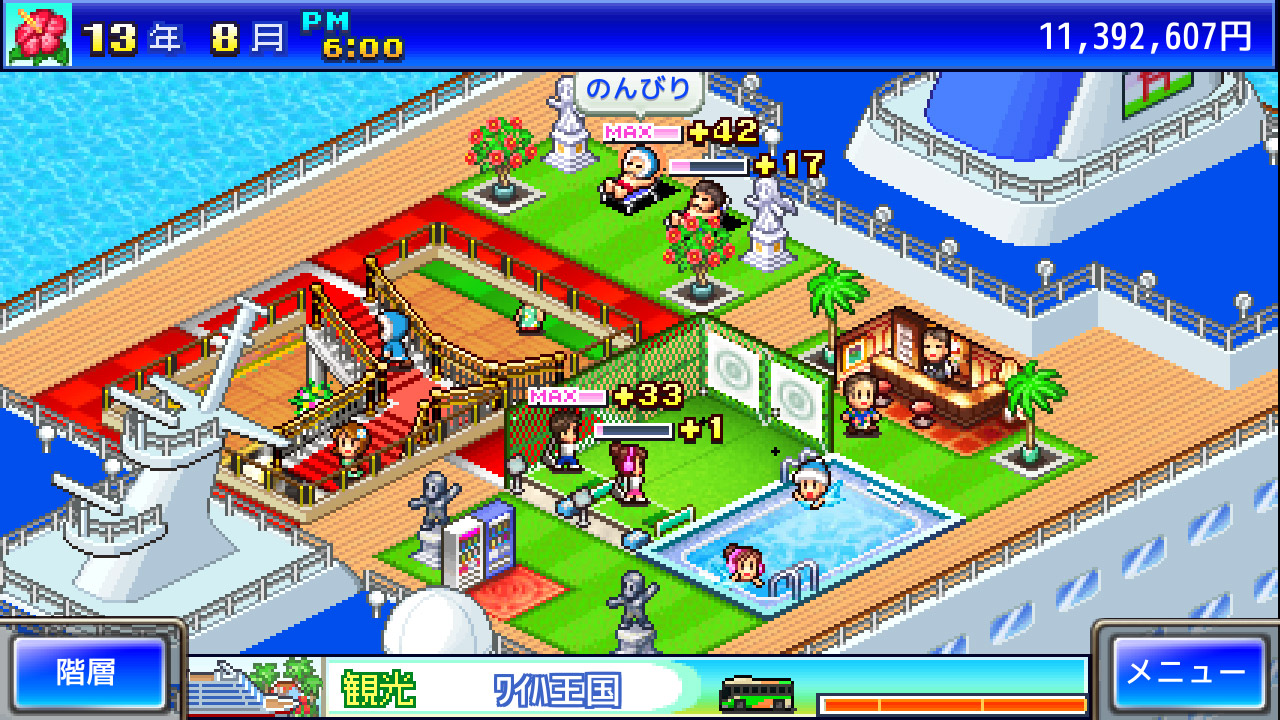 13年 8月 PM 6:00 11,392,607円
のんびり
MAX +42
+17
MAX +33
+1
階層
観光 ワイハ王国
メニュー